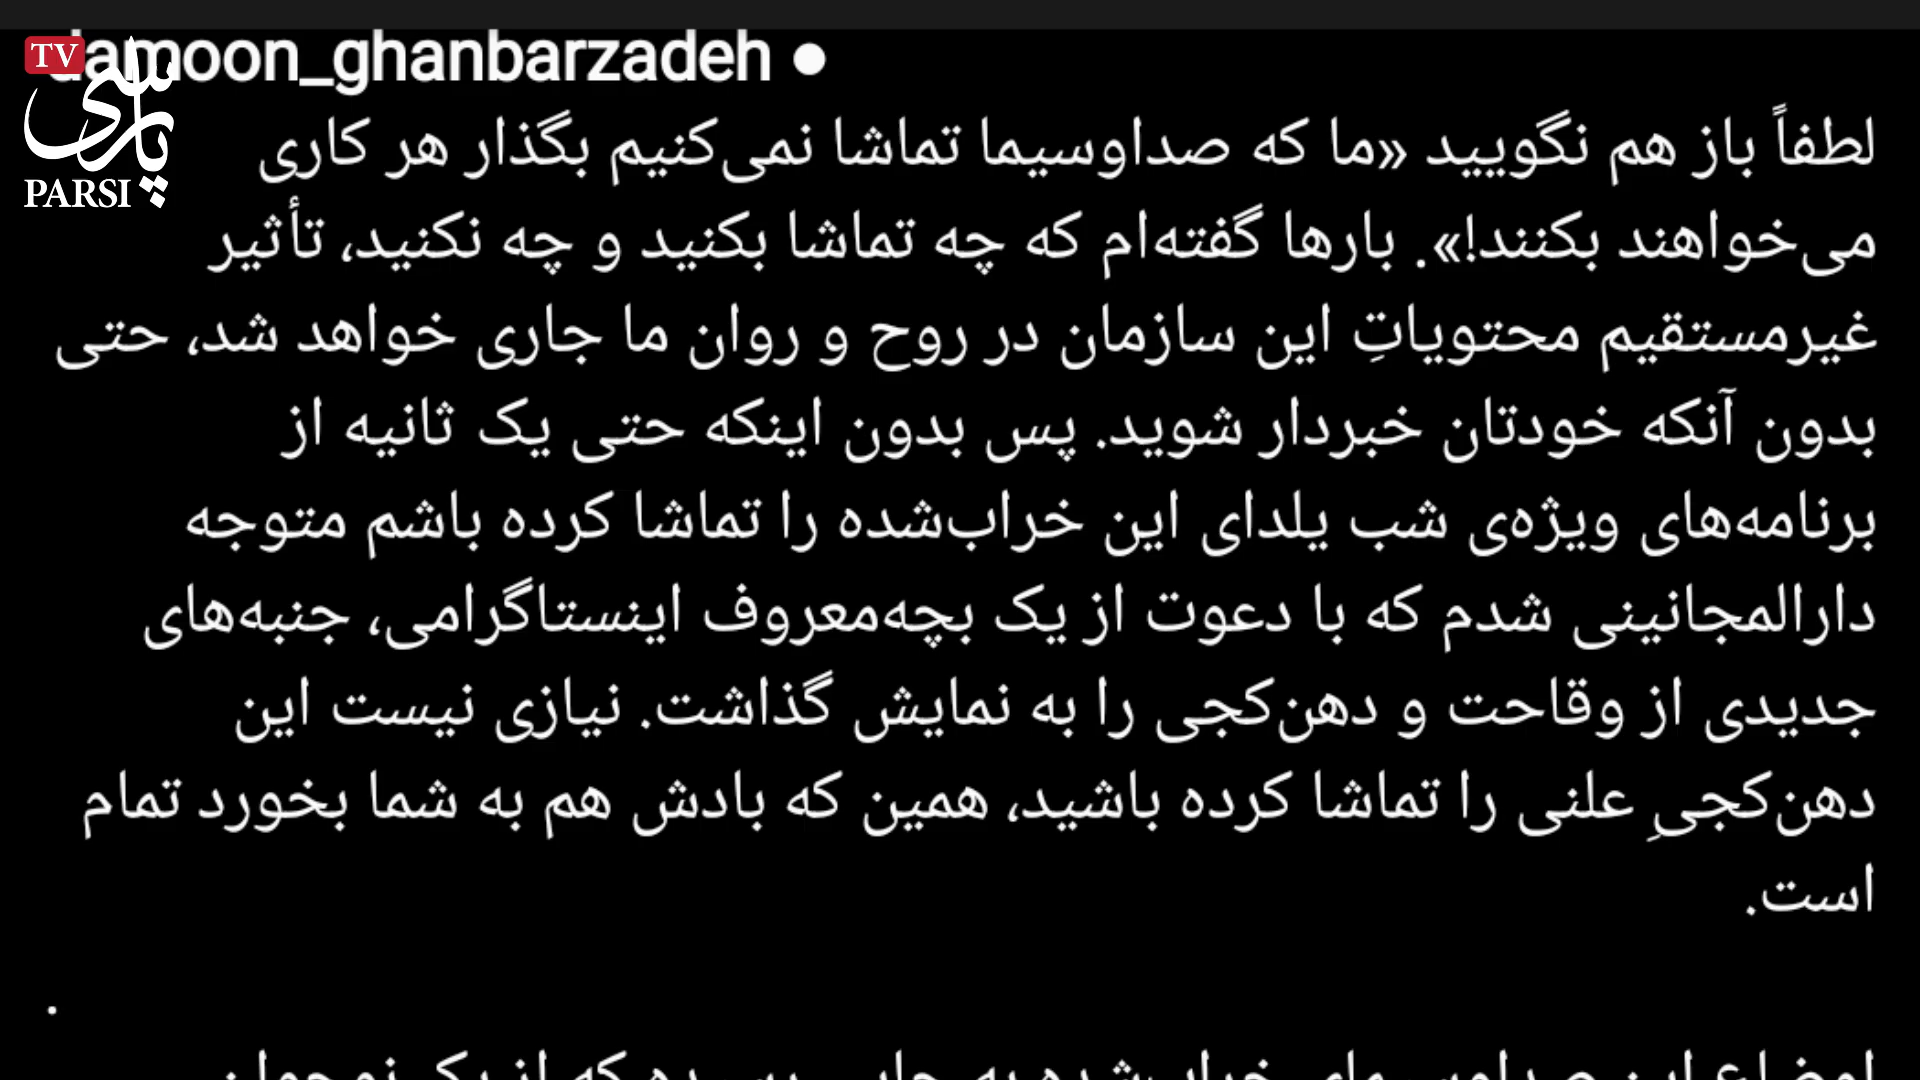 TV
پارسی
PARSI
damoon_ghanbarzadeh ●
لطفاً باز هم نگویید «ما که صداوسیما تماشا نمی‌کنیم بگذار هر کاری
می‌خواهند بکنند!». بارها گفته‌ام که چه تماشا بکنید و چه نکنید، تأثیر
غیرمستقیم محتویاتِ این سازمان در روح و روان ما جاری خواهد شد، حتی
بدون آنکه خودتان خبردار شوید. پس بدون اینکه حتی یک ثانیه از
برنامه‌های ویژه‌ی شب یلدای این خراب‌شده را تماشا کرده باشم متوجه
دارالمجانینی شدم که با دعوت از یک بچه‌معروف اینستاگرامی، جنبه‌های
جدیدی از وقاحت و دهن‌کجی را به نمایش گذاشت. نیازی نیست این
دهن‌کجیِ علنی را تماشا کرده باشید، همین که بادش هم به شما بخورد تمام
است.
.